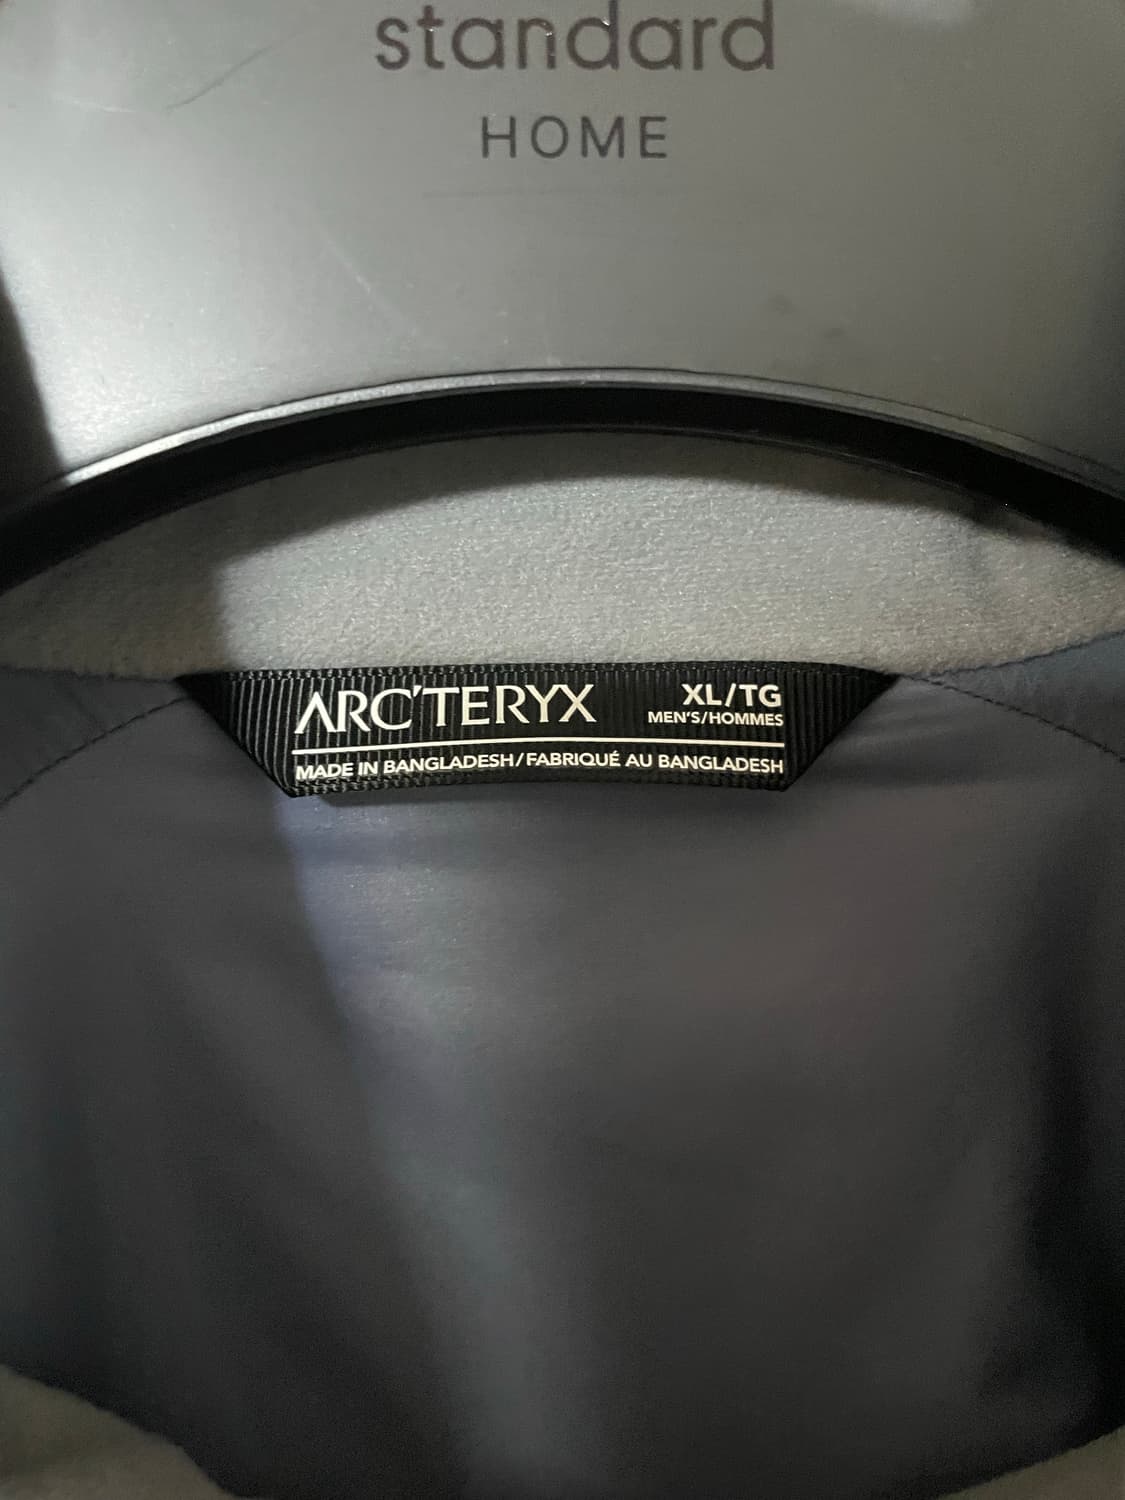 standard
HOME
ARC'TERYX
XL/TG
MEN'S/HOMMES
MADE IN BANGLADESH/FABRIQUÉ AU BANGLADESH